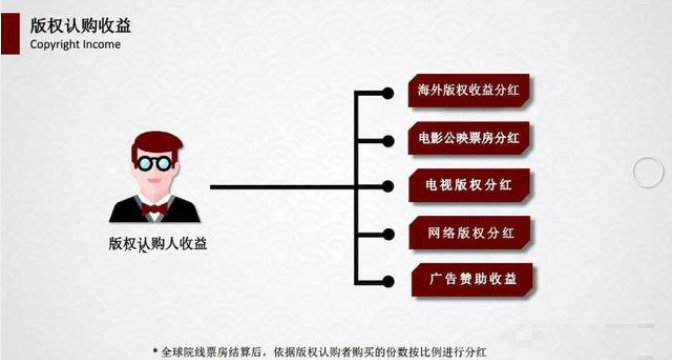 版权认购收益
Copyright Income
海外版权收益分红
电影公映票房分红
电视版权分红
网络版权分红
广告赞助收益
版权认购人收益
* 全球院线票房结算后，依据版权认购者购买的份数按比例进行分红